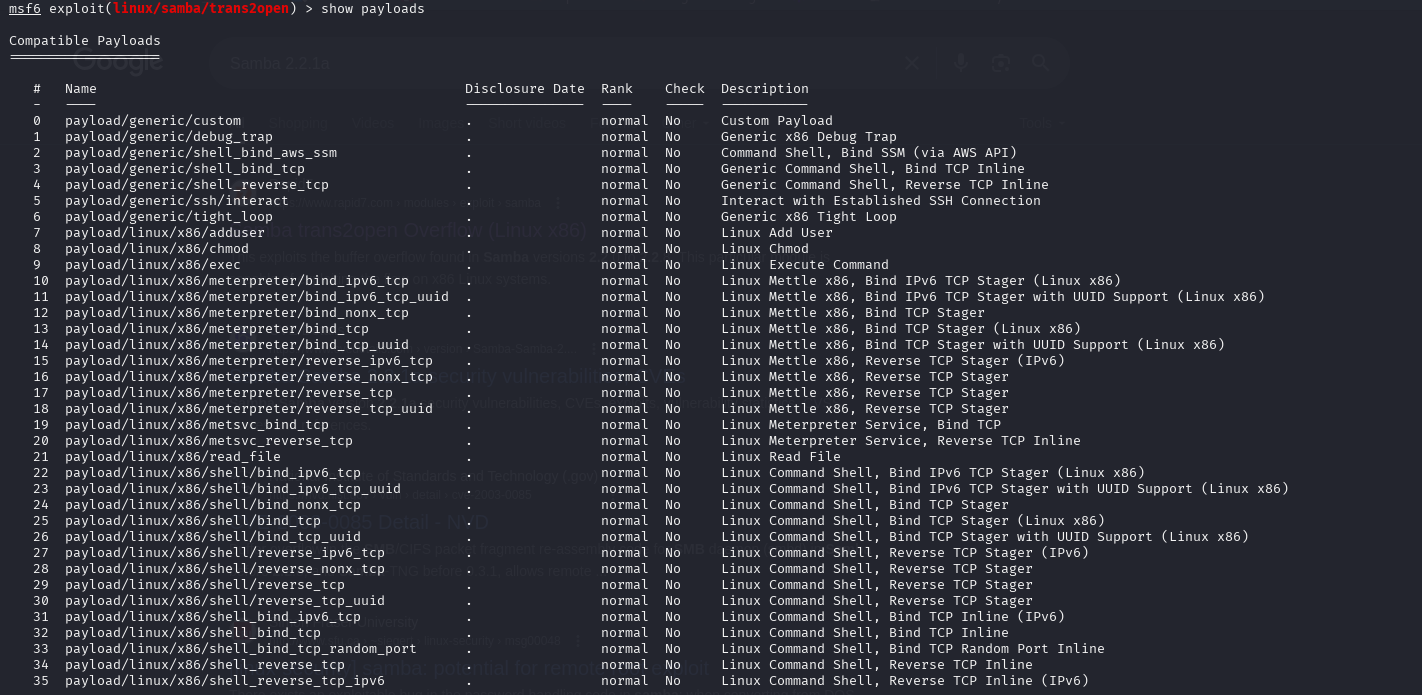 msf6 exploit(linux/samba/trans2open) > show payloads
Compatible Payloads
===================
# Name Disclosure Date Rank Check Description
- ---- --------------- ---- ----- -----------
0 payload/generic/custom . normal No Custom Payload
1 payload/generic/debug_trap . normal No Generic x86 Debug Trap
2 payload/generic/shell_bind_aws_ssm . normal No Command Shell, Bind SSM (via AWS API)
3 payload/generic/shell_bind_tcp . normal No Generic Command Shell, Bind TCP Inline
4 payload/generic/shell_reverse_tcp . normal No Generic Command Shell, Reverse TCP Inline
5 payload/generic/ssh/interact . normal No Interact with Established SSH Connection
6 payload/generic/tight_loop . normal No Generic x86 Tight Loop
7 payload/linux/x86/adduser . normal No Linux Add User
8 payload/linux/x86/chmod . normal No Linux Chmod
9 payload/linux/x86/exec . normal No Linux Execute Command
10 payload/linux/x86/meterpreter/bind_ipv6_tcp . normal No Linux Mettle x86, Bind IPv6 TCP Stager (Linux x86)
11 payload/linux/x86/meterpreter/bind_ipv6_tcp_uuid . normal No Linux Mettle x86, Bind IPv6 TCP Stager with UUID Support (Linux x86)
12 payload/linux/x86/meterpreter/bind_nonx_tcp . normal No Linux Mettle x86, Bind TCP Stager
13 payload/linux/x86/meterpreter/bind_tcp . normal No Linux Mettle x86, Bind TCP Stager (Linux x86)
14 payload/linux/x86/meterpreter/bind_tcp_uuid . normal No Linux Mettle x86, Bind TCP Stager with UUID Support (Linux x86)
15 payload/linux/x86/meterpreter/reverse_ipv6_tcp . normal No Linux Mettle x86, Reverse TCP Stager (IPv6)
16 payload/linux/x86/meterpreter/reverse_nonx_tcp . normal No Linux Mettle x86, Reverse TCP Stager
17 payload/linux/x86/meterpreter/reverse_tcp . normal No Linux Mettle x86, Reverse TCP Stager
18 payload/linux/x86/meterpreter/reverse_tcp_uuid . normal No Linux Mettle x86, Reverse TCP Stager
19 payload/linux/x86/metsvc_bind_tcp . normal No Linux Meterpreter Service, Bind TCP
20 payload/linux/x86/metsvc_reverse_tcp . normal No Linux Meterpreter Service, Reverse TCP Inline
21 payload/linux/x86/read_file . normal No Linux Read File
22 payload/linux/x86/shell/bind_ipv6_tcp . normal No Linux Command Shell, Bind IPv6 TCP Stager (Linux x86)
23 payload/linux/x86/shell/bind_ipv6_tcp_uuid . normal No Linux Command Shell, Bind IPv6 TCP Stager with UUID Support (Linux x86)
24 payload/linux/x86/shell/bind_nonx_tcp . normal No Linux Command Shell, Bind TCP Stager
25 payload/linux/x86/shell/bind_tcp . normal No Linux Command Shell, Bind TCP Stager (Linux x86)
26 payload/linux/x86/shell/bind_tcp_uuid . normal No Linux Command Shell, Bind TCP Stager with UUID Support (Linux x86)
27 payload/linux/x86/shell/reverse_ipv6_tcp . normal No Linux Command Shell, Reverse TCP Stager (IPv6)
28 payload/linux/x86/shell/reverse_nonx_tcp . normal No Linux Command Shell, Reverse TCP Stager
29 payload/linux/x86/shell/reverse_tcp . normal No Linux Command Shell, Reverse TCP Stager
30 payload/linux/x86/shell/reverse_tcp_uuid . normal No Linux Command Shell, Reverse TCP Stager
31 payload/linux/x86/shell_bind_ipv6_tcp . normal No Linux Command Shell, Bind TCP Inline (IPv6)
32 payload/linux/x86/shell_bind_tcp . normal No Linux Command Shell, Bind TCP Inline
33 payload/linux/x86/shell_bind_tcp_random_port . normal No Linux Command Shell, Bind TCP Random Port Inline
34 payload/linux/x86/shell_reverse_tcp . normal No Linux Command Shell, Reverse TCP Inline
35 payload/linux/x86/shell_reverse_tcp_ipv6 . normal No Linux Command Shell, Reverse TCP Inline (IPv6)